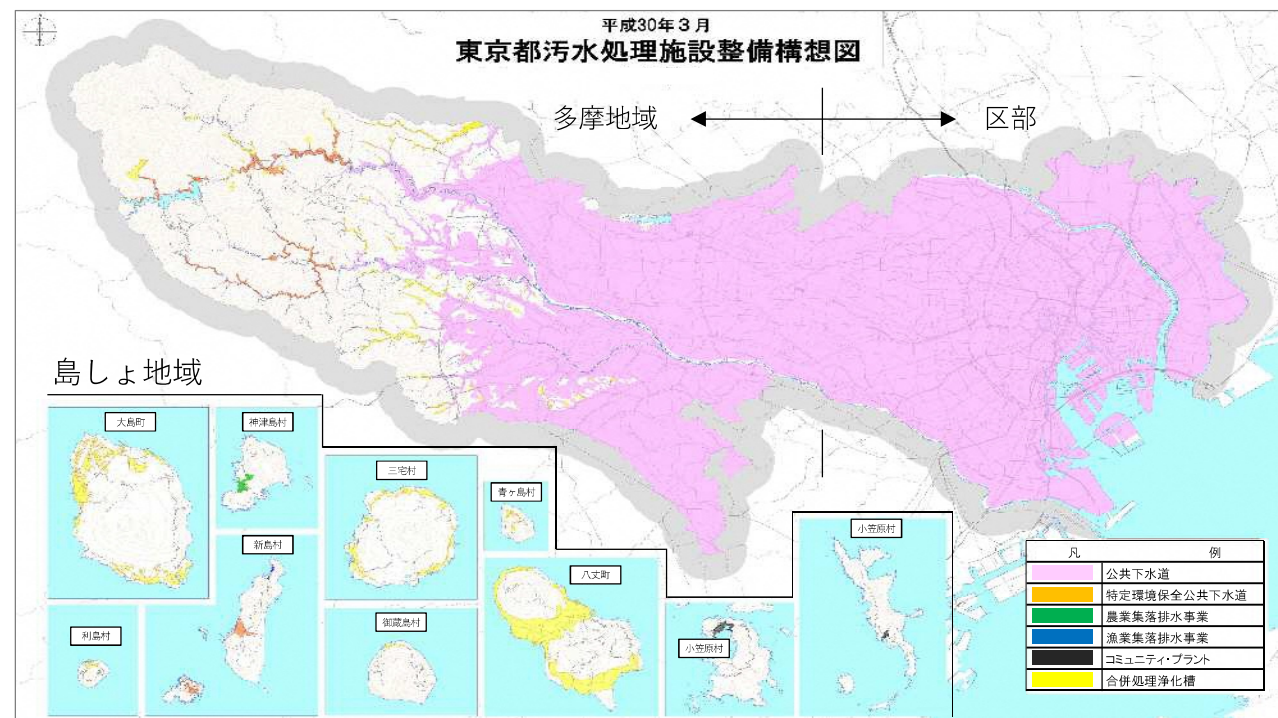 平成30年3月
東京都汚水処理施設整備構想図
多摩地域
区部
島しょ地域
大島町
神津島村
三宅村
青ヶ島村
新島村
八丈町
小笠原村
利島村
御蔵島村
小笠原村
凡例
公共下水道
特定環境保全公共下水道
農業集落排水事業
漁業集落排水事業
コミュニティ・プラント
合併処理浄化槽